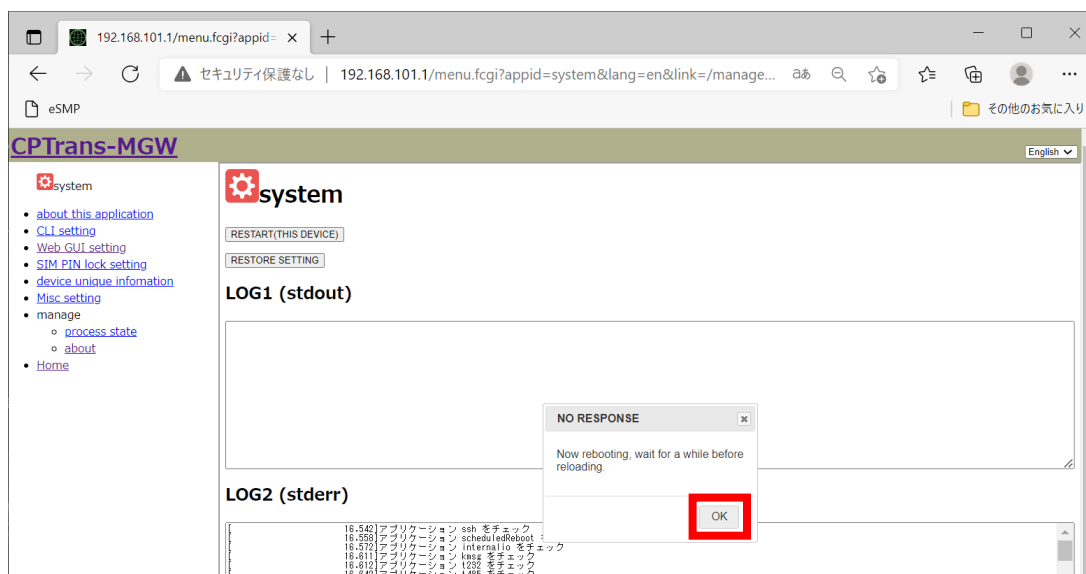 192.168.101.1/menu.fcgi?appid=
セキュリティ保護なし | 192.168.101.1/menu.fcgi?appid=system&lang=en&link=/manage...
aあ
eSMP
その他のお気に入り
CPTrans-MGW
English
system
about this application
CLI setting
Web GUI setting
SIM PIN lock setting
device unique infomation
Misc setting
manage
process state
about
Home
system
RESTART(THIS DEVICE)
RESTORE SETTING
LOG1 (stdout)
NO RESPONSE
Now rebooting, wait for a while before
reloading.
OK
LOG2 (stderr)
[ 16.542]アプリケーション ssh をチェック
[ 16.558]アプリケーション scheduledReboot
[ 16.572]アプリケーション internalio をチェック
[ 16.611]アプリケーション kmsg をチェック
[ 16.612]アプリケーション t232 をチェック